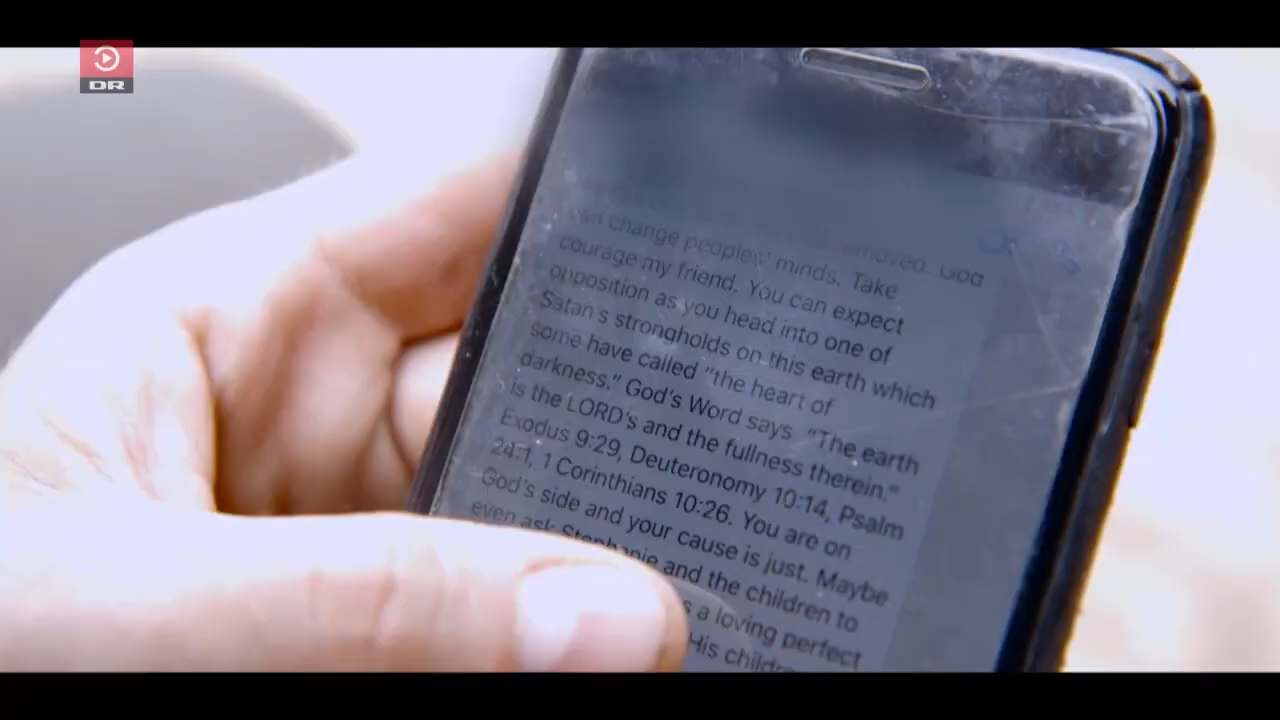 DR
can change peoples' minds. Take
courage my friend. You can expect
opposition as you head into one of
Satan's strongholds on this earth which
some have called "the heart of
darkness." God's Word says "The earth
is the LORD's and the fullness therein."
Exodus 9:29, Deuteronomy 10:14, Psalm
24:1, 1 Corinthians 10:26. You are on
God's side and your cause is just. Maybe
even ask Stephanie and the children to
a loving perfect
His